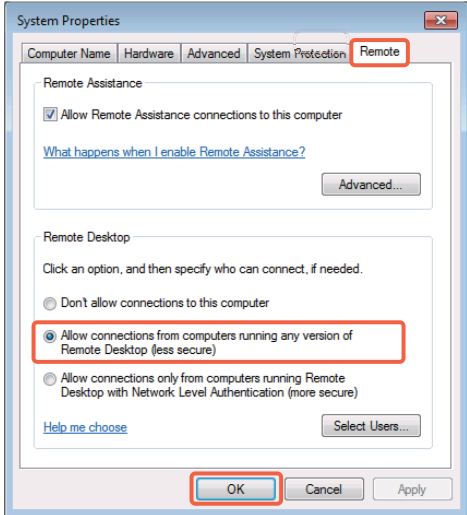 System Properties
Computer Name Hardware Advanced System Protection Remote
Remote Assistance
Allow Remote Assistance connections to this computer
What happens when I enable Remote Assistance?
Advanced...
Remote Desktop
Click an option, and then specify who can connect, if needed.
Don't allow connections to this computer
Allow connections from computers running any version of
Remote Desktop (less secure)
Allow connections only from computers running Remote
Desktop with Network Level Authentication (more secure)
Help me choose
Select Users...
OK Cancel Apply